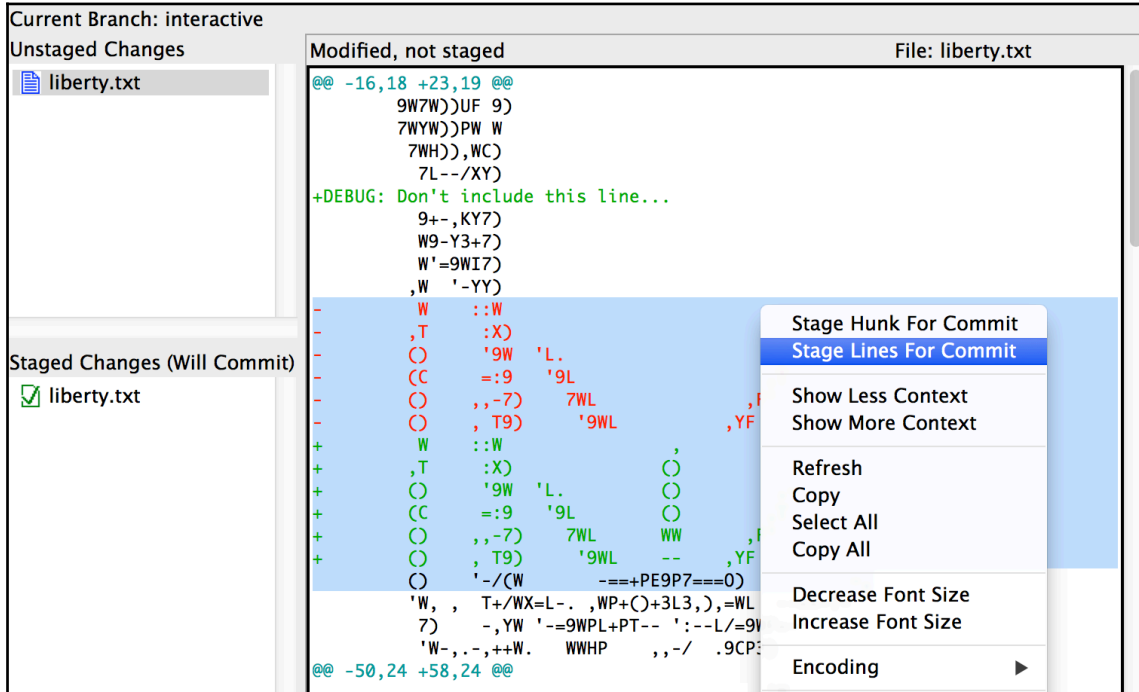 Current Branch: interactive
Unstaged Changes
liberty.txt
Staged Changes (Will Commit)
liberty.txt
Modified, not staged File: liberty.txt
@@ -16,18 +23,19 @@
9W7W))UF 9)
7WYW))PW W
7WH)),WC)
7L--/XY)
+DEBUG: Don't include this line...
9+-,KY7)
W9-Y3+7)
W'=9WI7)
,W '-YY)
- W ::W
- ,T :X)
- () '9W 'L.
- (C =:9 '9L
- () ,,-7) 7WL ,F
- () , T9) '9WL ,YF
+ W ::W ,
+ ,T :X) ()
+ () '9W 'L. ()
+ (C =:9 '9L ()
+ () ,,-7) 7WL WW ,F
+ () , T9) '9WL -- ,YF
() '-/(W -==+PE9P7===O)
'W, , T+/WX=L-. ,WP+()+3L3,),=WL
7) -,YW '-=9WPL+PT-- ':--L/=9W
'W-,.-,++W. WWHP ,,-/ .9CP3
@@ -50,24 +58,24 @@
Stage Hunk For Commit
Stage Lines For Commit
Show Less Context
Show More Context
Refresh
Copy
Select All
Copy All
Decrease Font Size
Increase Font Size
Encoding